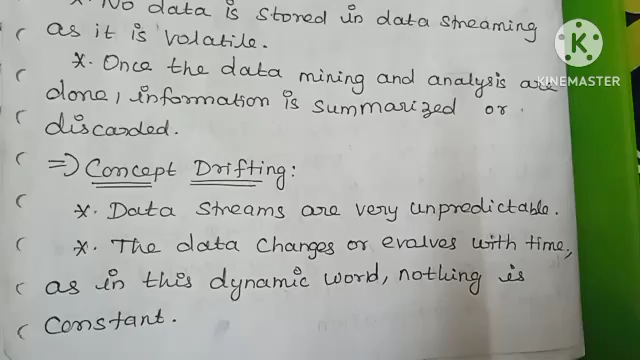 *. No data is stored in data streaming
as it is volatile.
*. Once the data mining and analysis are
done, information is summarized or
discarded.
=) Concept Drifting:
*. Data streams are very unpredictable.
*. The data changes or evalves with time,
as in this dynamic word, nothing is
constant.
KINEMASTER